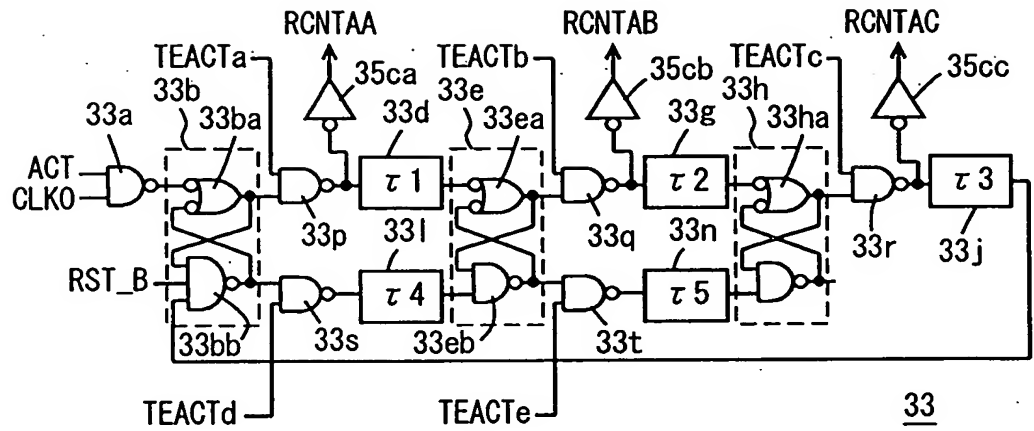 RCNTAA
RCNTAB
RCNTAC
TEACTa
TEACTb
TEACTc
35ca
35cb
35cc
33b
33d
33e
33g
33h
33a
33ba
33ea
33ha
ACT
CLK0
τ1
τ2
τ3
33p
33l
33q
33n
33r
33j
RST_B
τ4
τ5
33bb
33s
33eb
33t
TEACTd
TEACTe
33